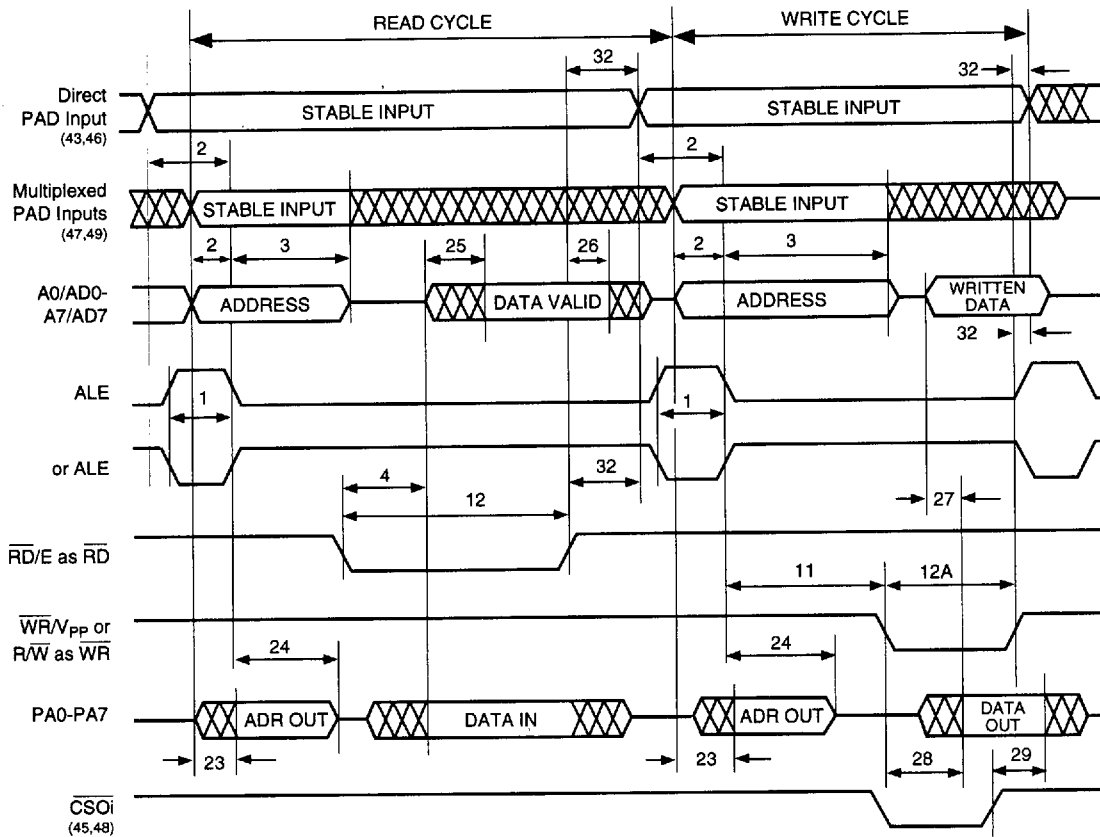 READ CYCLE
WRITE CYCLE
32
32
Direct
PAD Input
(43,46)
STABLE INPUT
STABLE INPUT
2
2
Multiplexed
PAD Inputs
(47,49)
STABLE INPUT
STABLE INPUT
2
3
25
26
2
3
A0/AD0-
A7/AD7
ADDRESS
DATA VALID
ADDRESS
WRITTEN
DATA
32
ALE
1
1
or ALE
4
32
12
27
RD/E as RD
11
12A
WR/VPP or
R/W as WR
24
24
PA0-PA7
ADR OUT
DATA IN
ADR OUT
DATA
OUT
23
23
28
29
CSOi
(45,48)